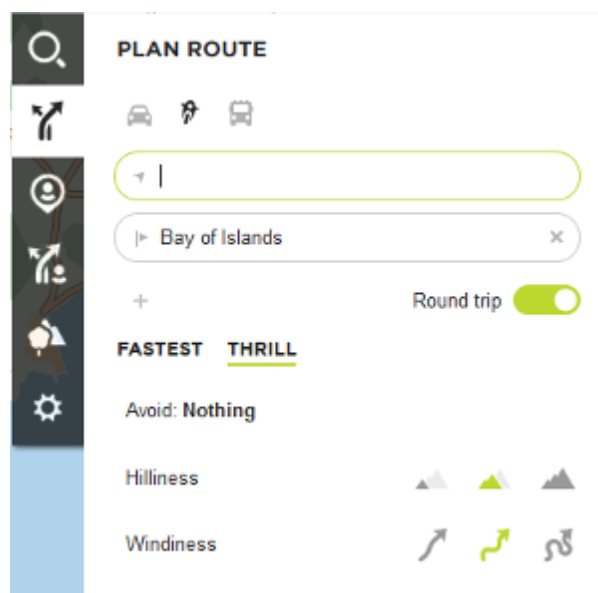 PLAN ROUTE
Bay of Islands
Round trip
FASTEST THRILL
Avoid: Nothing
Hilliness
Windiness